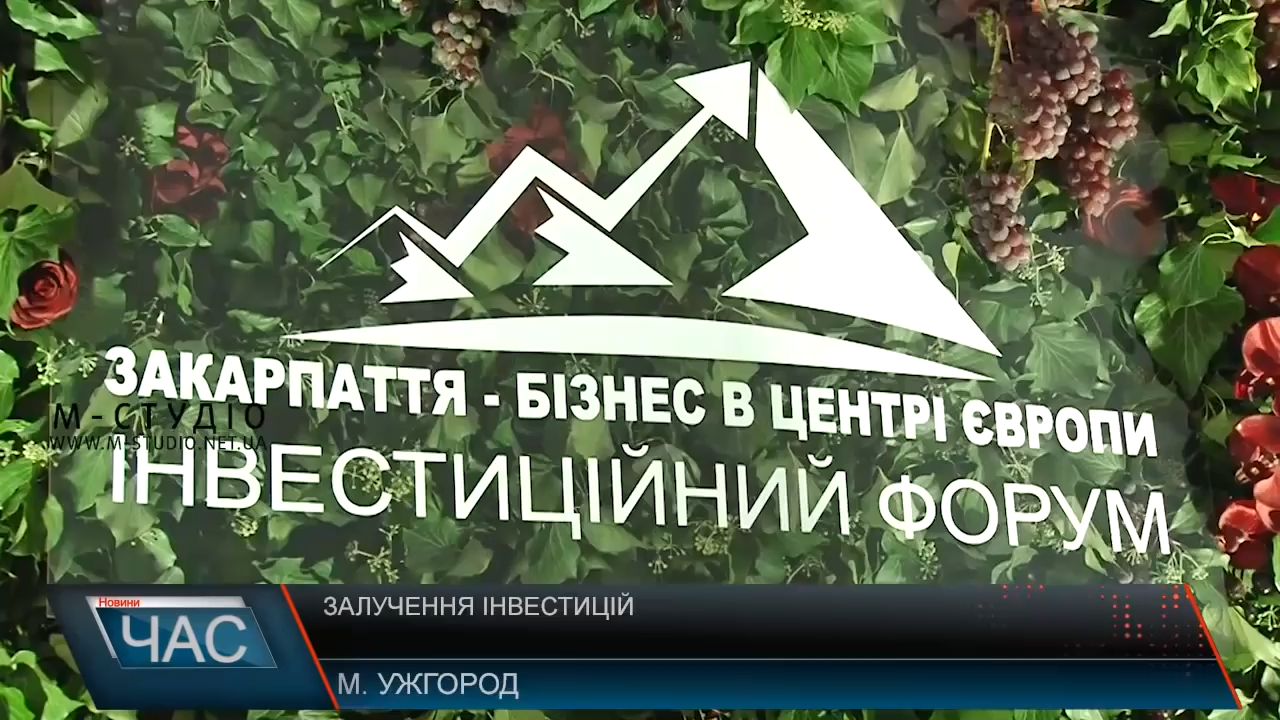 ЗАКАРПАТТЯ - БІЗНЕС В ЦЕНТРІ ЄВРОПИ
М-СТУДІО
WWW.M-STUDIO.NET.UA
ІНВЕСТИЦІЙНИЙ ФОРУМ
Новини
ЧАС
ЗАЛУЧЕННЯ ІНВЕСТИЦІЙ
М. УЖГОРОД